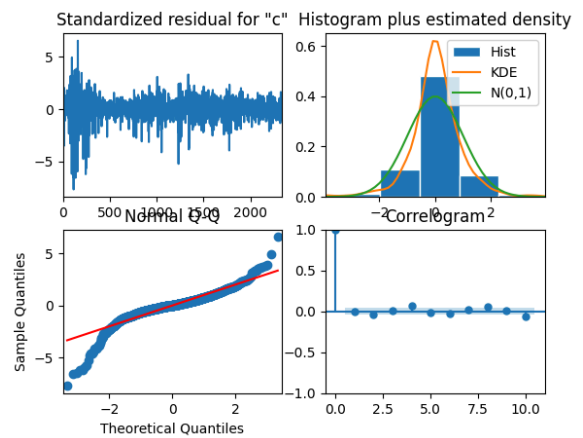 Standardized residual for "c"
Histogram plus estimated density
5
0
−5
0 500 1000 1500 2000
0.6
0.4
0.2
0.0
−2 0 2
Hist
KDE
N(0,1)
Normal Q-Q
Correlogram
Sample Quantiles
5
0
−5
−2 0 2
Theoretical Quantiles
1.0
0.5
0.0
−0.5
−1.0
0.0 2.5 5.0 7.5 10.0